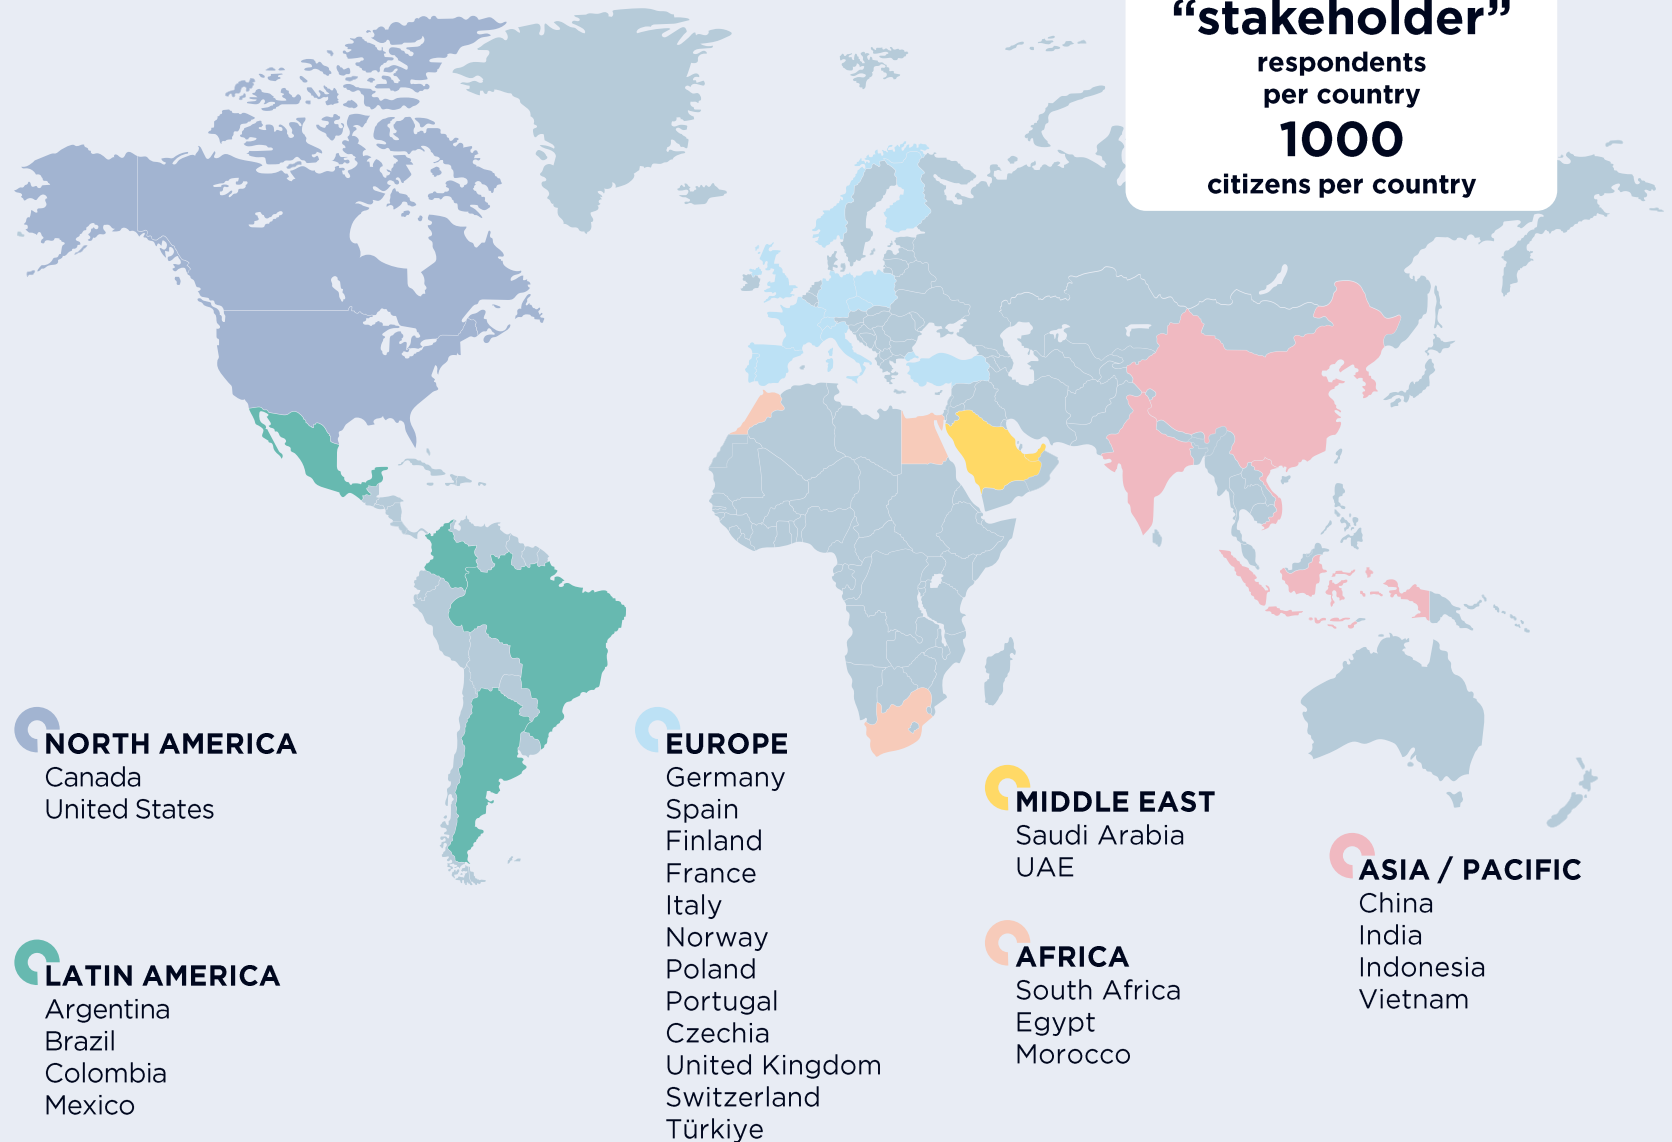 “stakeholder”
respondents
per country
1000
citizens per country
NORTH AMERICA
Canada
United States
LATIN AMERICA
Argentina
Brazil
Colombia
Mexico
EUROPE
Germany
Spain
Finland
France
Italy
Norway
Poland
Portugal
Czechia
United Kingdom
Switzerland
Türkiye
MIDDLE EAST
Saudi Arabia
UAE
AFRICA
South Africa
Egypt
Morocco
ASIA / PACIFIC
China
India
Indonesia
Vietnam